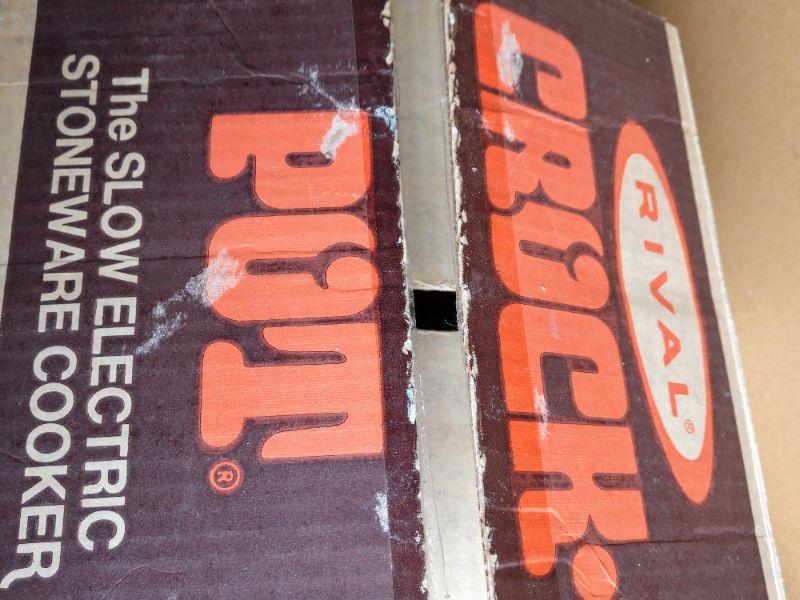 RIVAL®
CROCK·
POT®
The SLOW ELECTRIC
STONEWARE COOKER